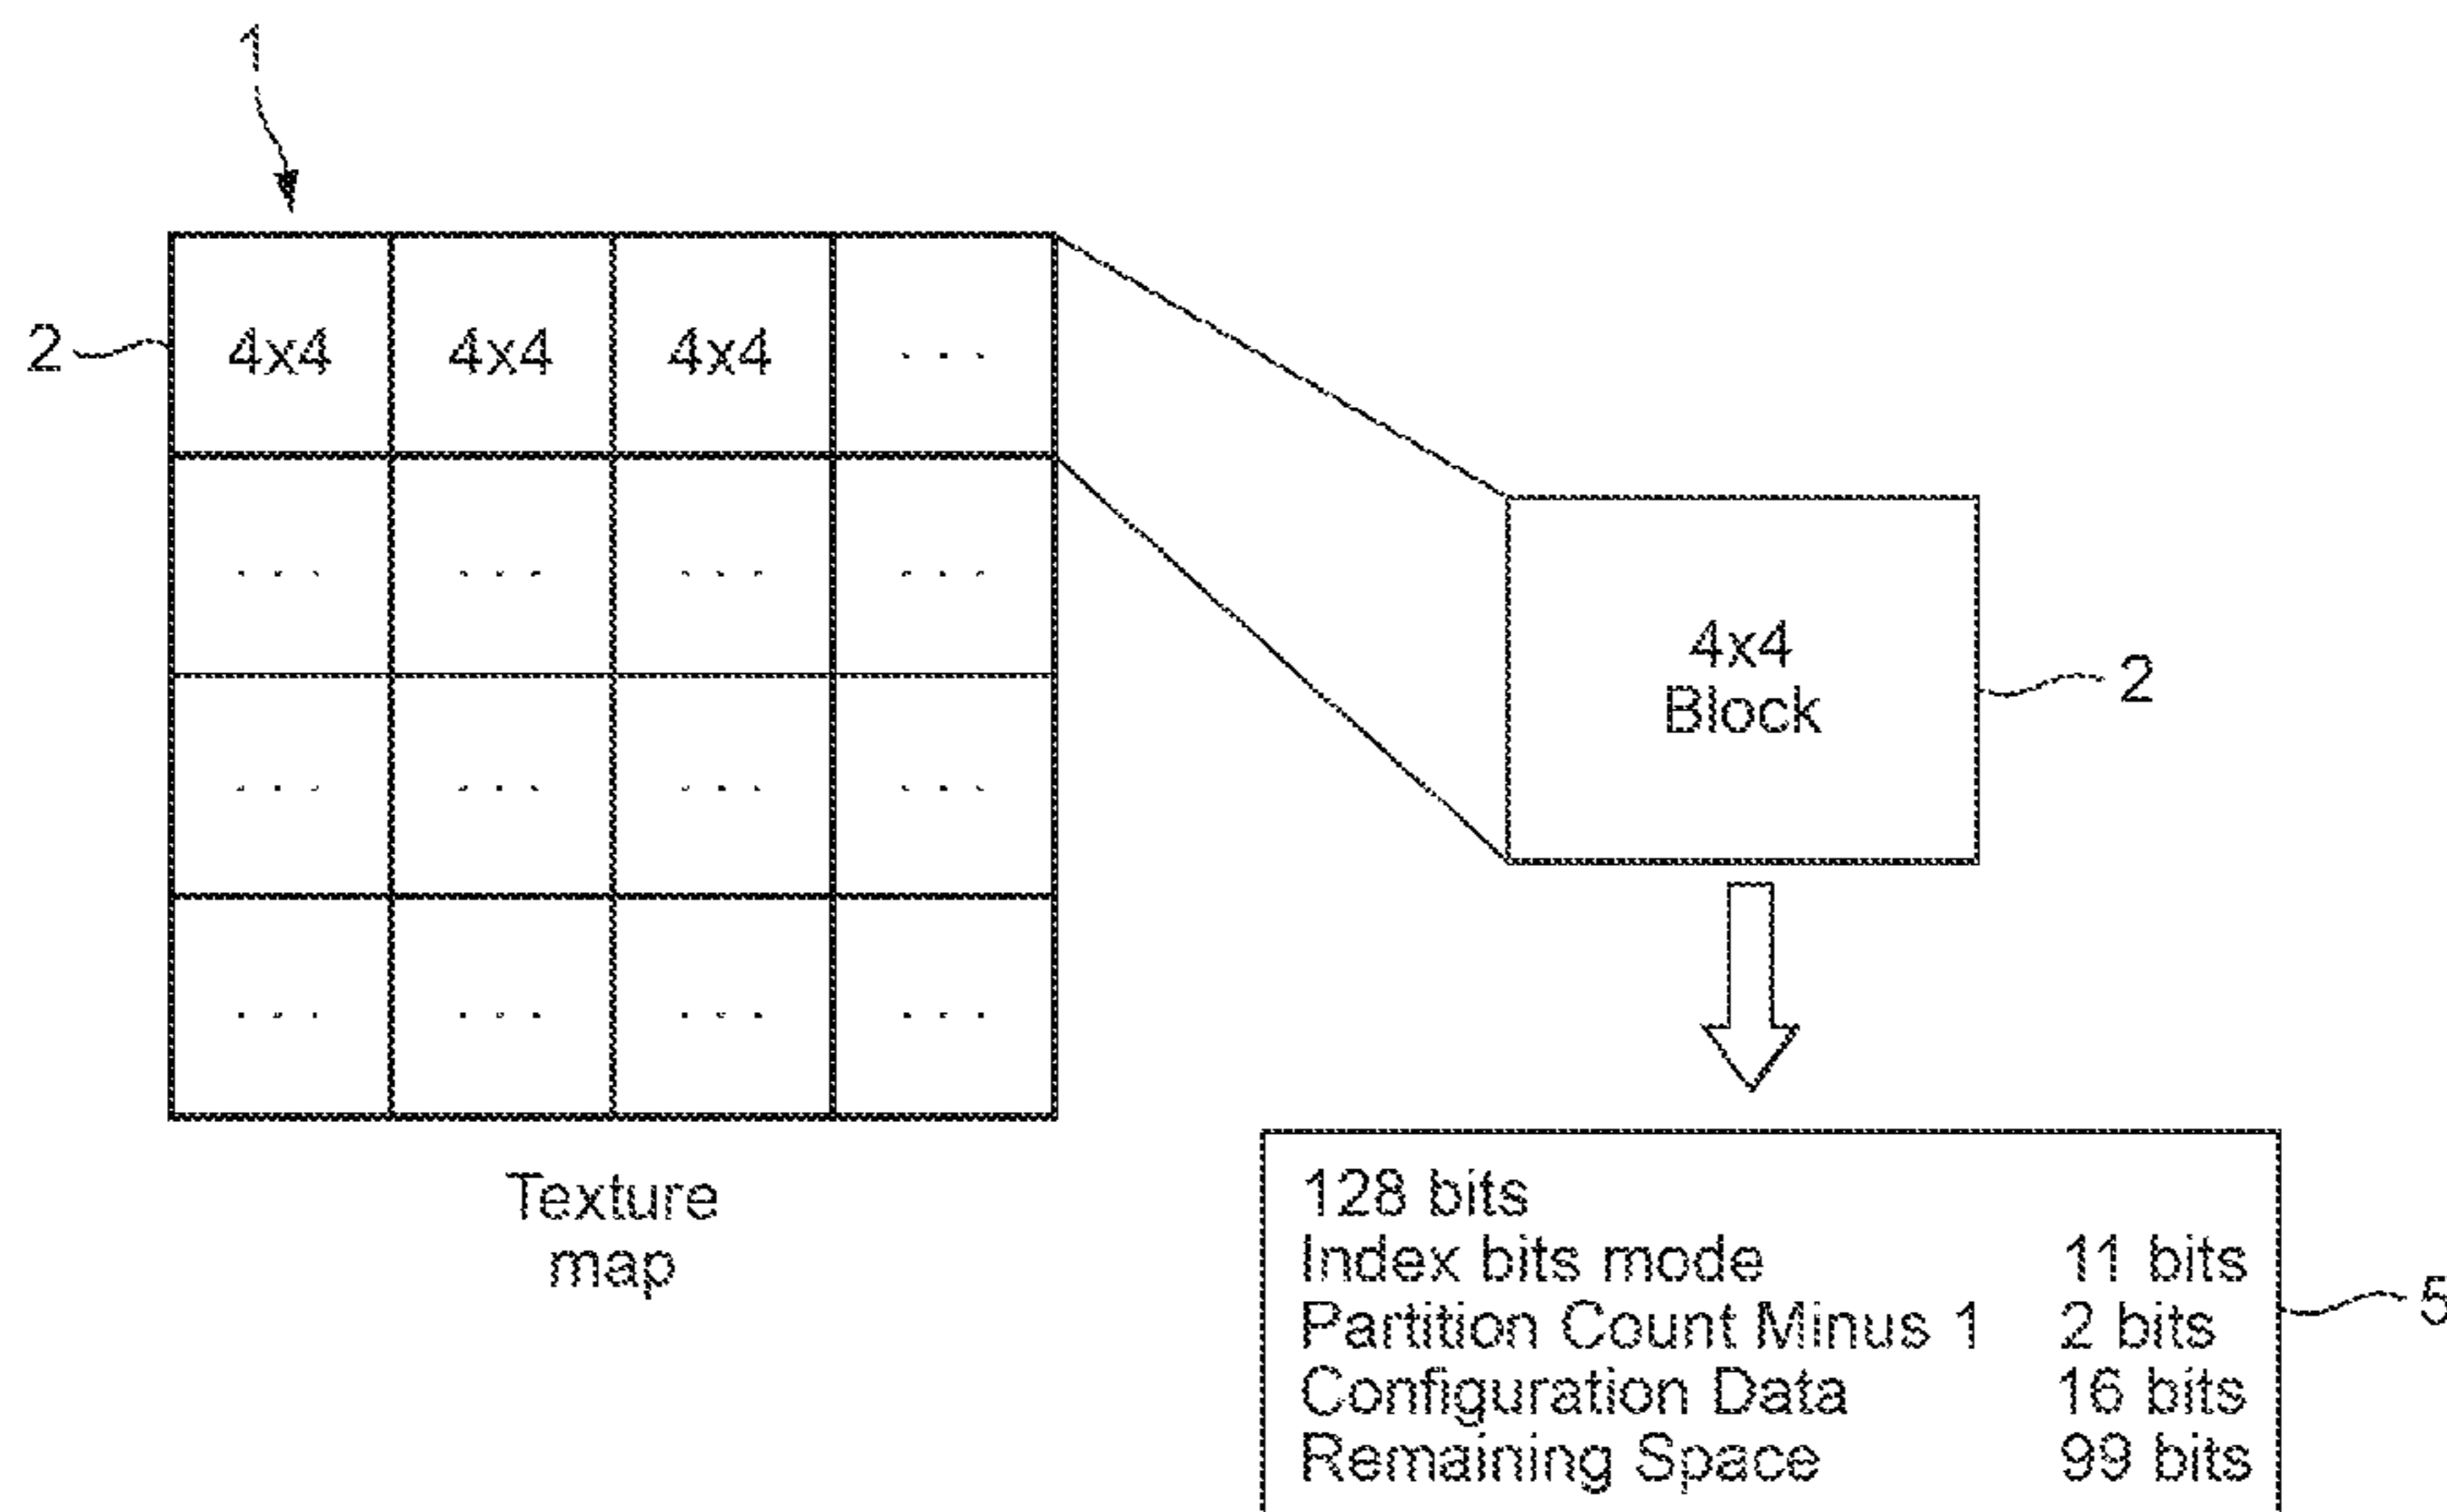 1
2
4x4 4x4 4x4 . . .
. . . . . . . . . . . .
. . . . . . . . . . . .
. . . . . . . . . . . .
Texture
map
4x4
Block
2
128 bits
Index bits mode 11 bits
Partition Count Minus 1 2 bits
Configuration Data 16 bits
Remaining Space 99 bits
5